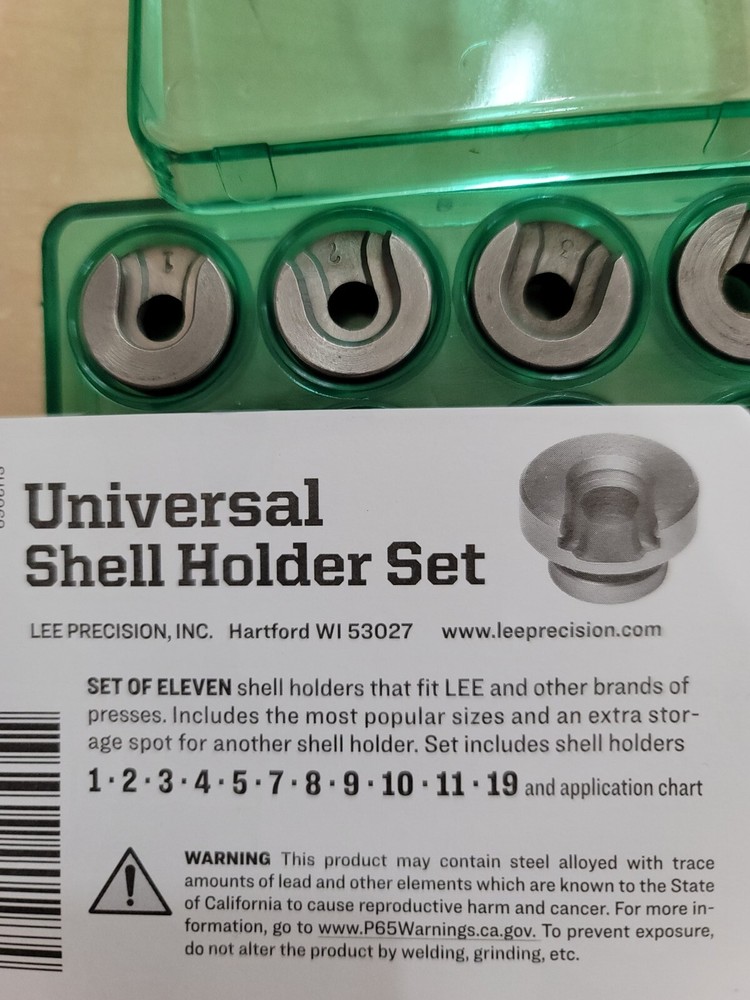 1
2
3
Universal
Shell Holder Set
LEE PRECISION, INC. Hartford WI 53027 www.leeprecision.com
SET OF ELEVEN shell holders that fit LEE and other brands of
presses. Includes the most popular sizes and an extra stor-
age spot for another shell holder. Set includes shell holders
1 · 2 · 3 · 4 · 5 · 7 · 8 · 9 · 10 · 11 · 19 and application chart
WARNING This product may contain steel alloyed with trace
amounts of lead and other elements which are known to the State
of California to cause reproductive harm and cancer. For more in-
formation, go to www.P65Warnings.ca.gov. To prevent exposure,
do not alter the product by welding, grinding, etc.